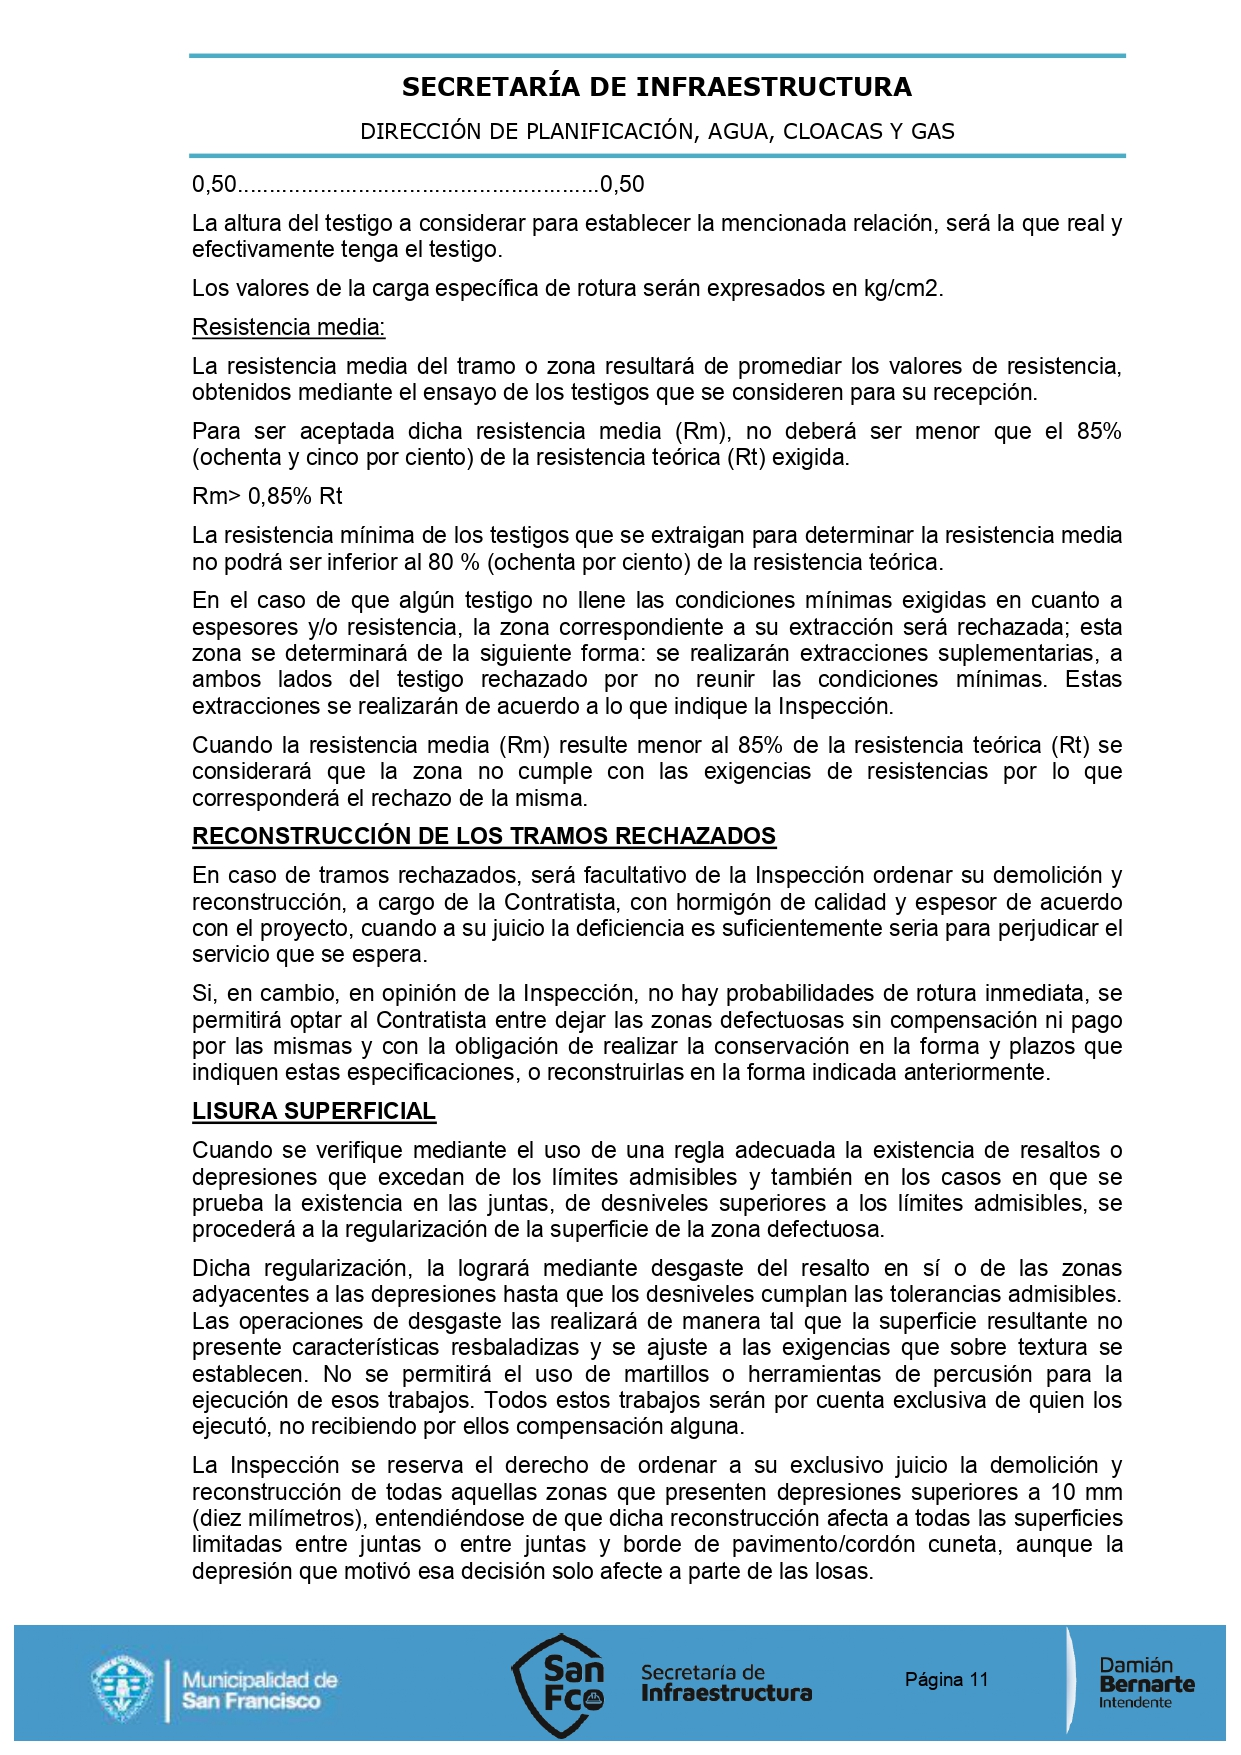 SECRETARÍA DE INFRAESTRUCTURA
DIRECCIÓN DE PLANIFICACIÓN, AGUA, CLOACAS Y GAS
0,50.........................................................0,50
La altura del testigo a considerar para establecer la mencionada relación, será la que real y
efectivamente tenga el testigo.
Los valores de la carga específica de rotura serán expresados en kg/cm2.
Resistencia media:
La resistencia media del tramo o zona resultará de promediar los valores de resistencia,
obtenidos mediante el ensayo de los testigos que se consideren para su recepción.
Para ser aceptada dicha resistencia media (Rm), no deberá ser menor que el 85%
(ochenta y cinco por ciento) de la resistencia teórica (Rt) exigida.
Rm> 0,85% Rt
La resistencia mínima de los testigos que se extraigan para determinar la resistencia media
no podrá ser inferior al 80 % (ochenta por ciento) de la resistencia teórica.
En el caso de que algún testigo no llene las condiciones mínimas exigidas en cuanto a
espesores y/o resistencia, la zona correspondiente a su extracción será rechazada; esta
zona se determinará de la siguiente forma: se realizarán extracciones suplementarias, a
ambos lados del testigo rechazado por no reunir las condiciones mínimas. Estas
extracciones se realizarán de acuerdo a lo que indique la Inspección.
Cuando la resistencia media (Rm) resulte menor al 85% de la resistencia teórica (Rt) se
considerará que la zona no cumple con las exigencias de resistencias por lo que
corresponderá el rechazo de la misma.
RECONSTRUCCIÓN DE LOS TRAMOS RECHAZADOS
En caso de tramos rechazados, será facultativo de la Inspección ordenar su demolición y
reconstrucción, a cargo de la Contratista, con hormigón de calidad y espesor de acuerdo
con el proyecto, cuando a su juicio la deficiencia es suficientemente seria para perjudicar el
servicio que se espera.
Si, en cambio, en opinión de la Inspección, no hay probabilidades de rotura inmediata, se
permitirá optar al Contratista entre dejar las zonas defectuosas sin compensación ni pago
por las mismas y con la obligación de realizar la conservación en la forma y plazos que
indiquen estas especificaciones, o reconstruirlas en la forma indicada anteriormente.
LISURA SUPERFICIAL
Cuando se verifique mediante el uso de una regla adecuada la existencia de resaltos o
depresiones que excedan de los límites admisibles y también en los casos en que se
prueba la existencia en las juntas, de desniveles superiores a los límites admisibles, se
procederá a la regularización de la superficie de la zona defectuosa.
Dicha regularización, la logrará mediante desgaste del resalto en sí o de las zonas
adyacentes a las depresiones hasta que los desniveles cumplan las tolerancias admisibles.
Las operaciones de desgaste las realizará de manera tal que la superficie resultante no
presente características resbaladizas y se ajuste a las exigencias que sobre textura se
establecen. No se permitirá el uso de martillos o herramientas de percusión para la
ejecución de esos trabajos. Todos estos trabajos serán por cuenta exclusiva de quien los
ejecutó, no recibiendo por ellos compensación alguna.
La Inspección se reserva el derecho de ordenar a su exclusivo juicio la demolición y
reconstrucción de todas aquellas zonas que presenten depresiones superiores a 10 mm
(diez milímetros), entendiéndose de que dicha reconstrucción afecta a todas las superficies
limitadas entre juntas o entre juntas y borde de pavimento/cordón cuneta, aunque la
depresión que motivó esa decisión solo afecte a parte de las losas.
Municipalidad de
San Francisco
San
Fco
Secretaría de
Infraestructura
Página 11
Damián
Bernarte
Intendente